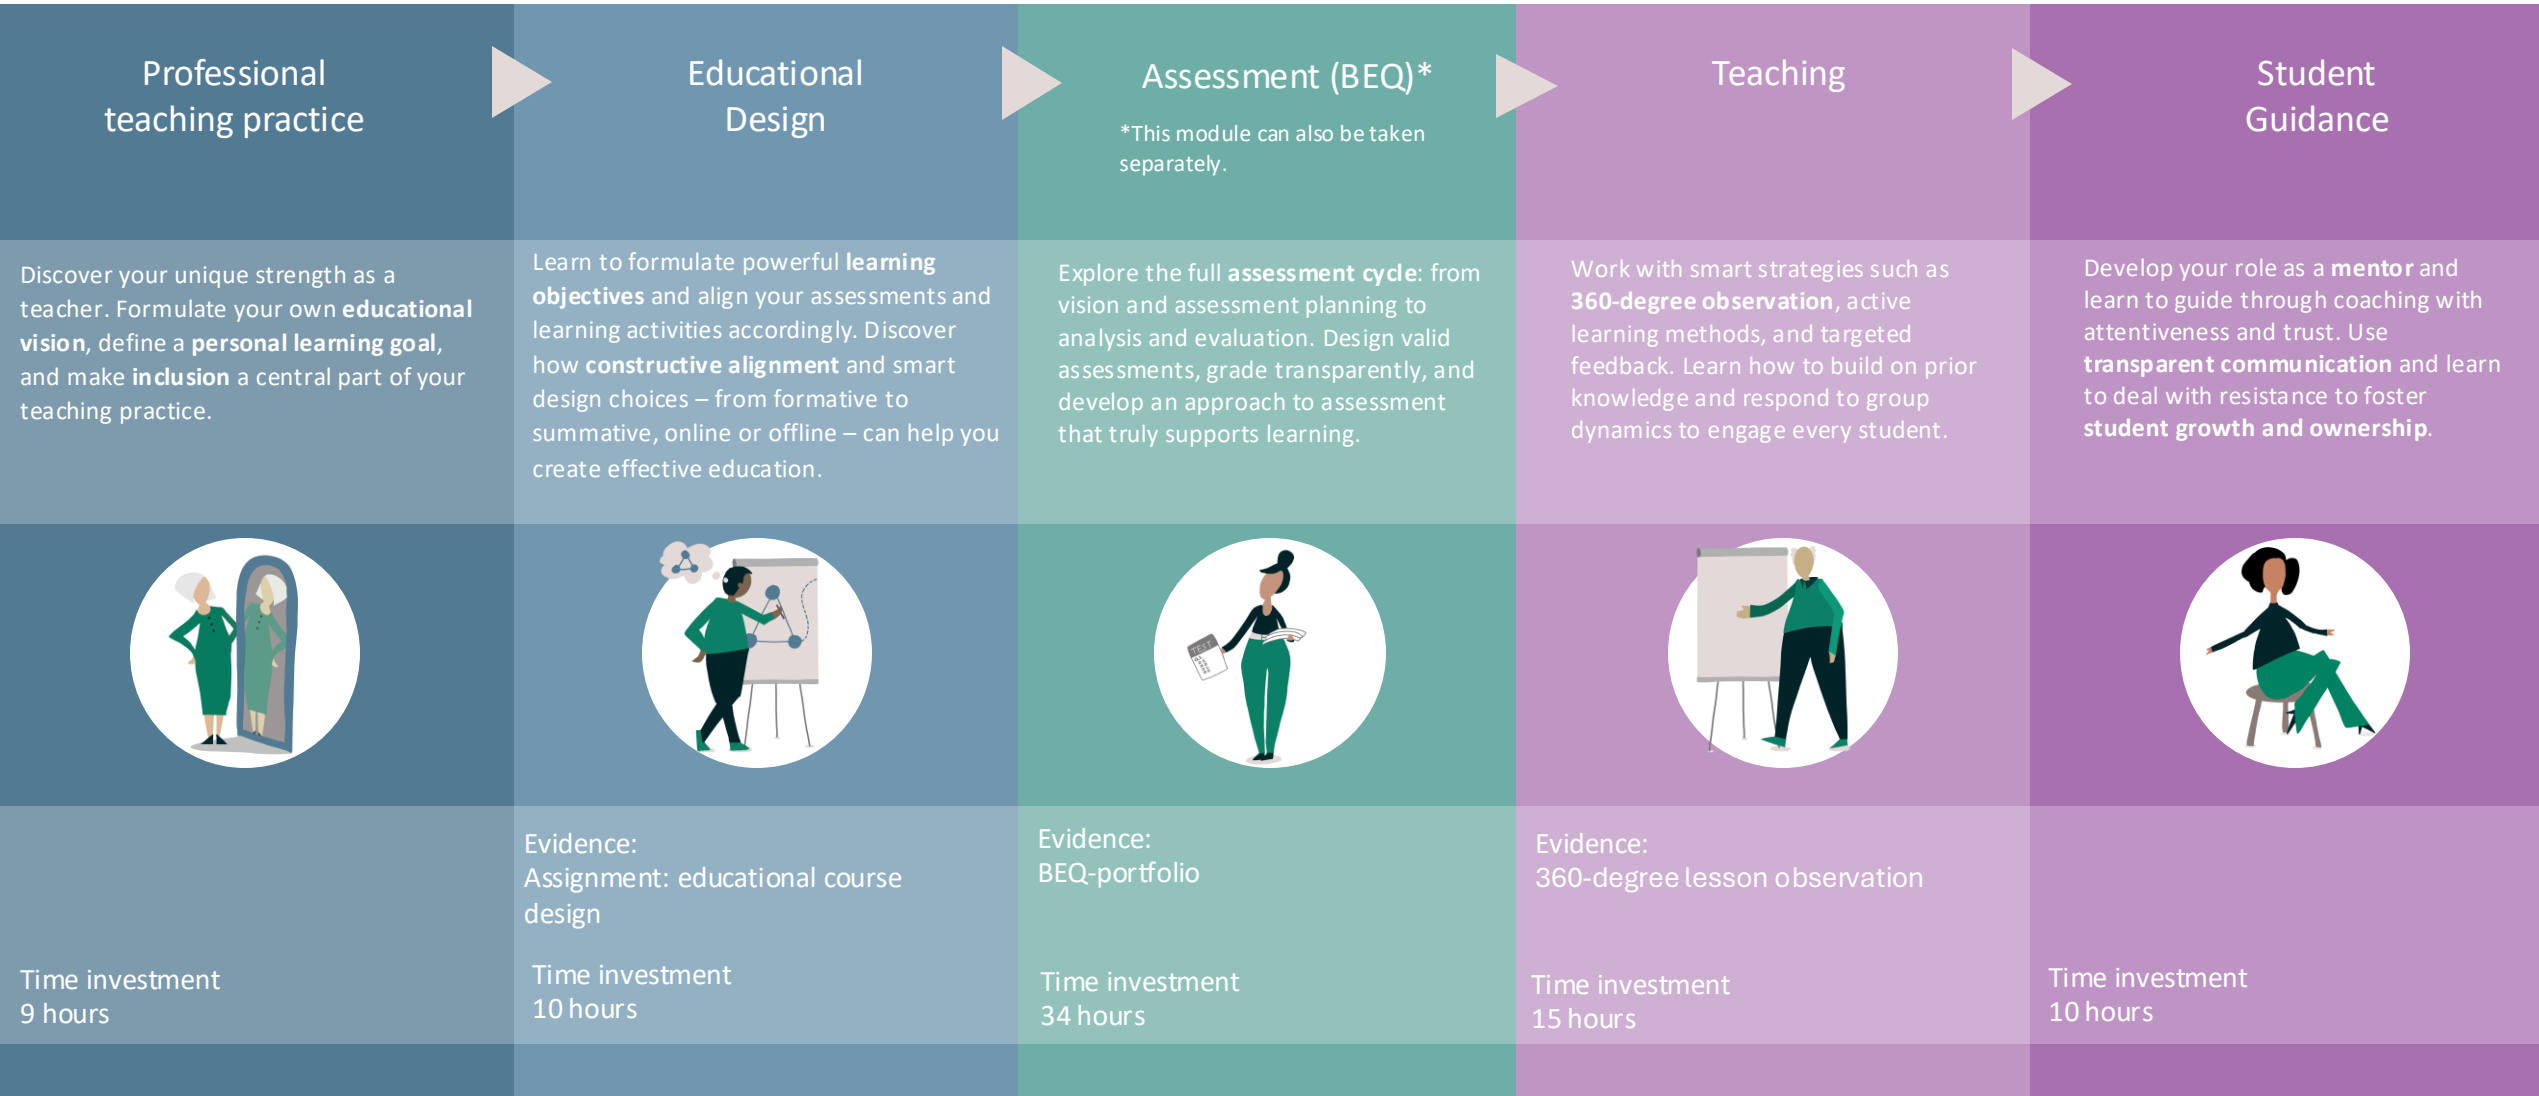 Professional
teaching practice
Educational
Design
Assessment (BEQ)*
*This module can also be taken
separately.
Teaching
Student
Guidance
Discover your unique strength as a
teacher. Formulate your own educational
vision, define a personal learning goal,
and make inclusion a central part of your
teaching practice.
Learn to formulate powerful learning
objectives and align your assessments and
learning activities accordingly. Discover
how constructive alignment and smart
design choices – from formative to
summative, online or offline – can help you
create effective education.
Explore the full assessment cycle: from
vision and assessment planning to
analysis and evaluation. Design valid
assessments, grade transparently, and
develop an approach to assessment
that truly supports learning.
Work with smart strategies such as
360-degree observation, active
learning methods, and targeted
feedback. Learn how to build on prior
knowledge and respond to group
dynamics to engage every student.
Develop your role as a mentor and
learn to guide through coaching with
attentiveness and trust. Use
transparent communication and learn
to deal with resistance to foster
student growth and ownership.
TEST
Time investment
9 hours
Evidence:
Assignment: educational course
design
Time investment
10 hours
Evidence:
BEQ-portfolio
Time investment
34 hours
Evidence:
360-degree lesson observation
Time investment
15 hours
Time investment
10 hours